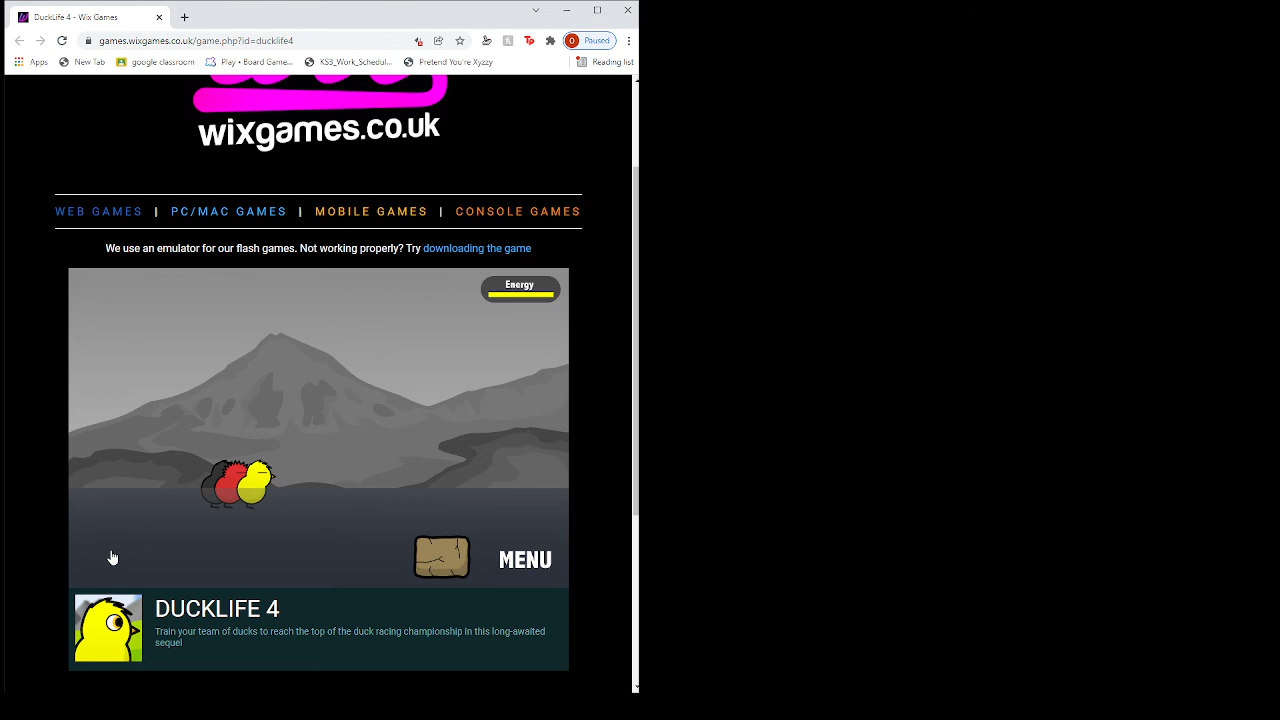 DuckLife 4 - Wix Games
games.wixgames.co.uk/game.php?id=ducklife4
O Paused
Apps New Tab google classroom Play • Board Game... KS3_Work_Schedul... Pretend You're Xyzzy Reading list
wixgames.co.uk
WEB GAMES | PC/MAC GAMES | MOBILE GAMES | CONSOLE GAMES
We use an emulator for our flash games. Not working properly? Try downloading the game
Energy
MENU
DUCKLIFE 4
Train your team of ducks to reach the top of the duck racing championship in this long-awaited
sequel